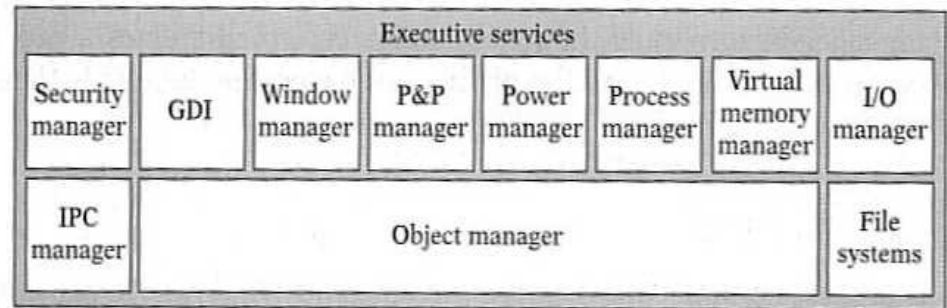 Executive services
Security
manager
GDI
Window
manager
P&P
manager
Power
manager
Process
manager
Virtual
memory
manager
I/O
manager
IPC
manager
Object manager
File
systems